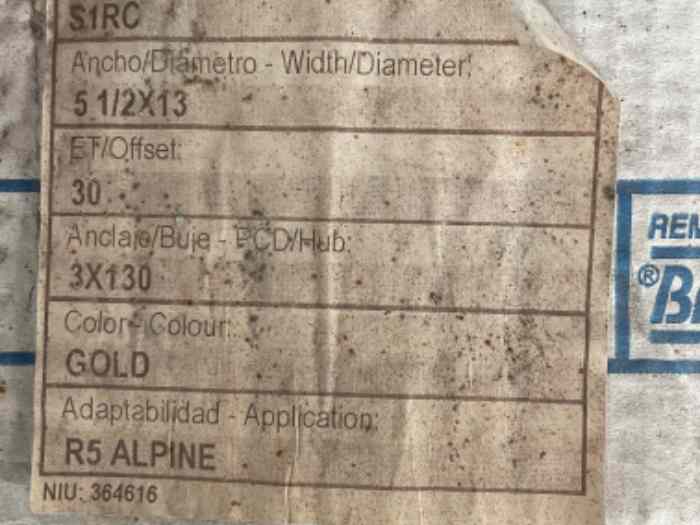 S1RC
Ancho/Diámetro - Width/Diameter:
5 1/2X13
ET/Offset:
30
Anclaje/Buje - PCD/Hub:
3X130
Color - Colour:
GOLD
Adaptabilidad - Application:
R5 ALPINE
NIU: 364616
REM
®